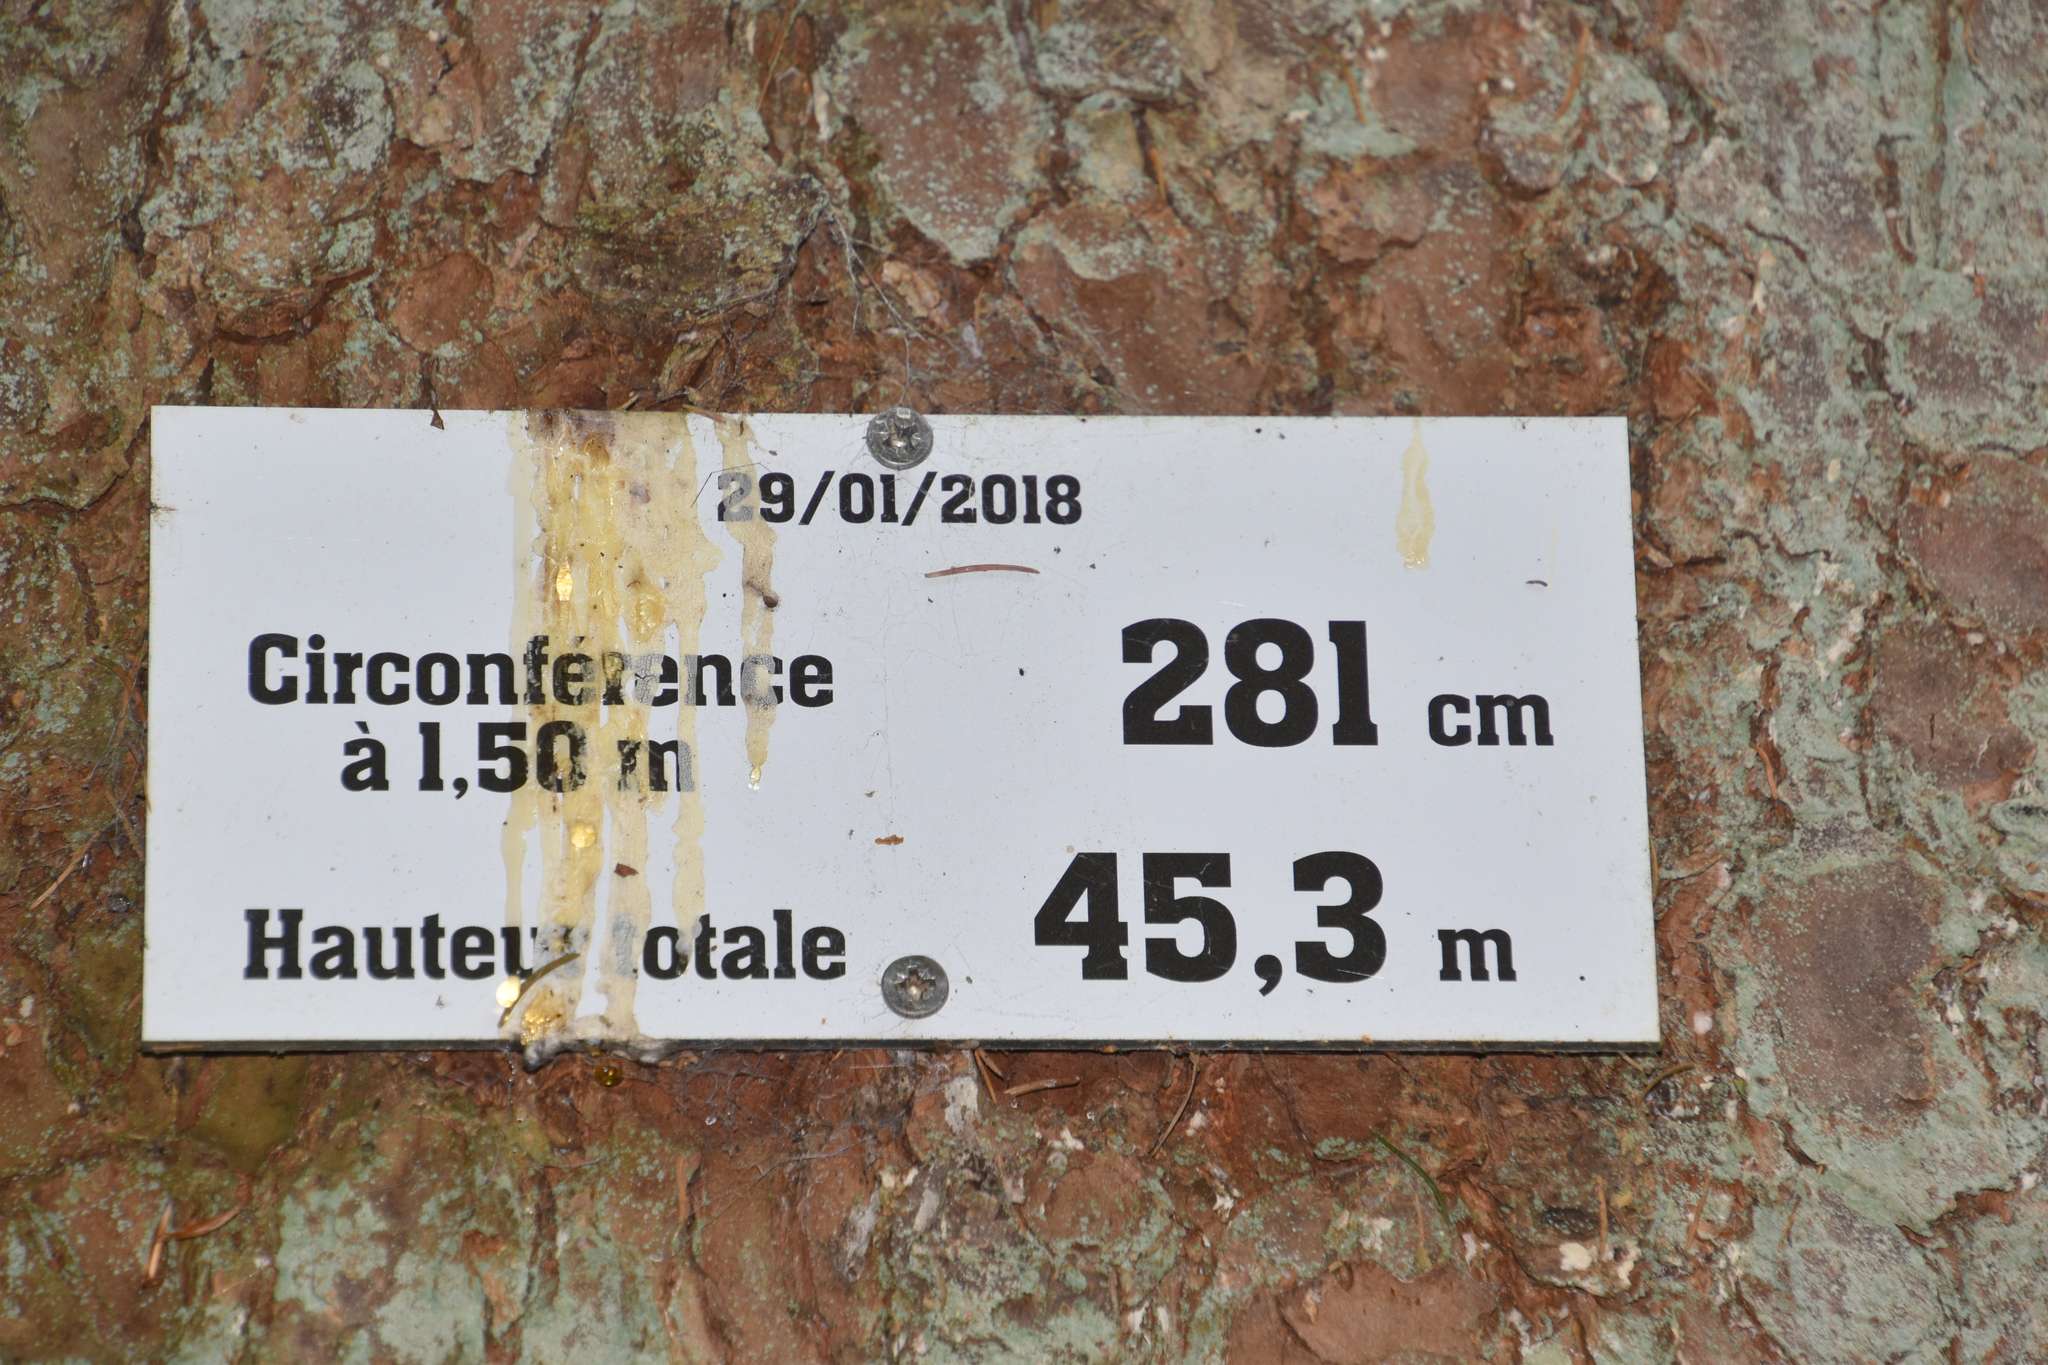 29/01/2018
Circonférence
à 1,50 m
281 cm
Hauteur totale
45,3 m